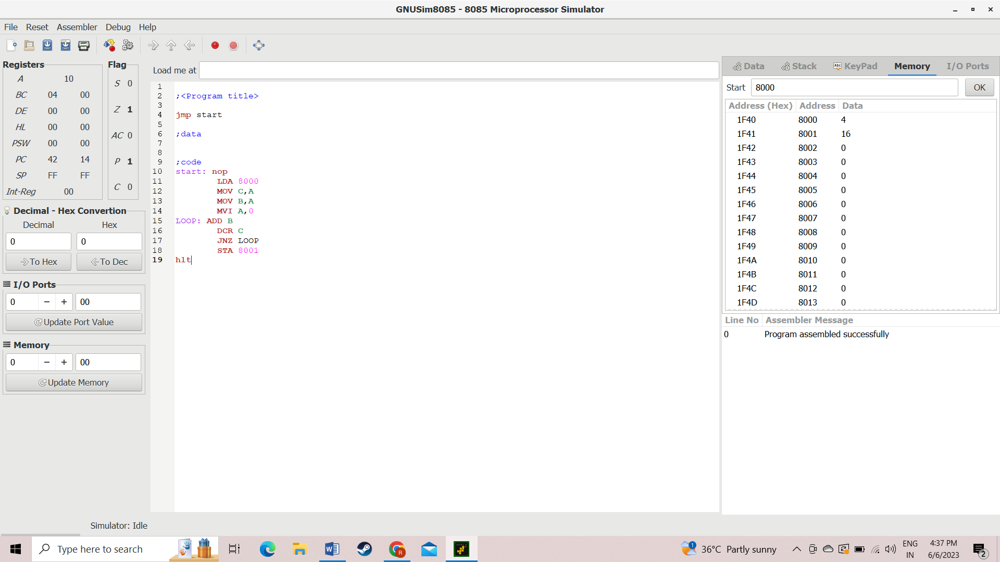 GNUSim8085 - 8085 Microprocessor Simulator
File Reset Assembler Debug Help
Registers
A 10
BC 04 00
DE 00 00
HL 00 00
PSW 00 00
PC 42 14
SP FF FF
Int-Reg 00
Flag
S 0
Z 1
AC 0
P 1
C 0
Decimal - Hex Convertion
Decimal Hex
0 0
To Hex To Dec
I/O Ports
0 − + 00
Update Port Value
Memory
0 − + 00
Update Memory
Load me at
1
2 ;<Program title>
3
4 jmp start
5
6 ;data
7
8
9 ;code
10 start: nop
11 LDA 8000
12 MOV C,A
13 MOV B,A
14 MVI A,0
15 LOOP: ADD B
16 DCR C
17 JNZ LOOP
18 STA 8001
19 hlt
Data Stack Abc KeyPad Memory I/O Ports
Start 8000 OK
Address (Hex) Address Data
1F40 8000 4
1F41 8001 16
1F42 8002 0
1F43 8003 0
1F44 8004 0
1F45 8005 0
1F46 8006 0
1F47 8007 0
1F48 8008 0
1F49 8009 0
1F4A 8010 0
1F4B 8011 0
1F4C 8012 0
1F4D 8013 0
Line No Assembler Message
0 Program assembled successfully
Simulator: Idle
Type here to search
W
R
1
36°C Partly sunny
ENG
IN
4:37 PM
6/6/2023
2